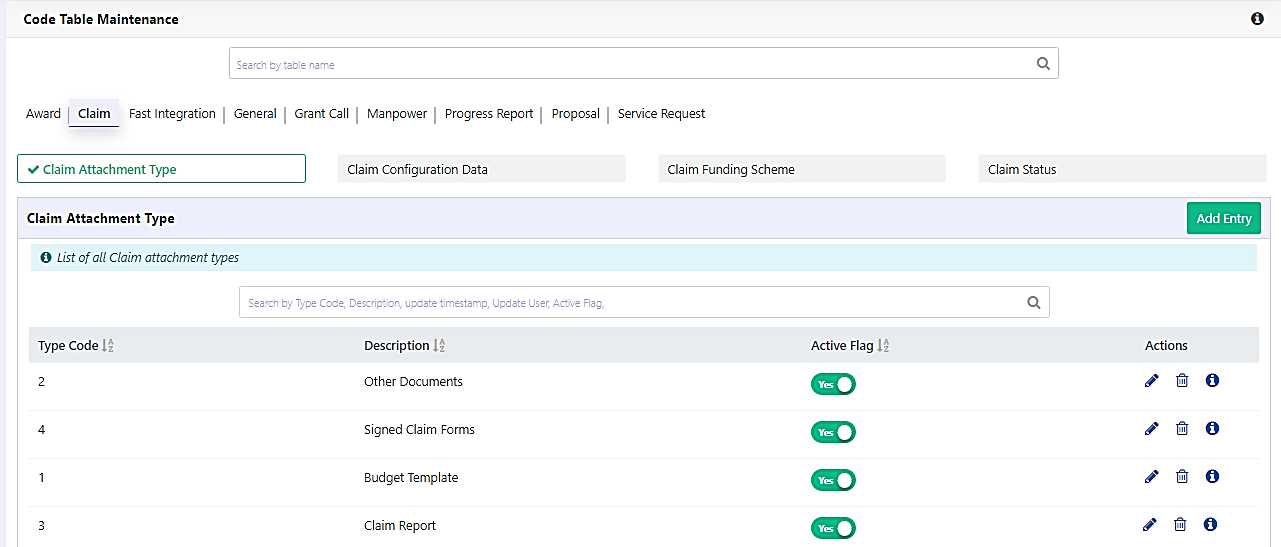 Code Table Maintenance
Search by table name
Award | Claim | Fast Integration | General | Grant Call | Manpower | Progress Report | Proposal | Service Request
Claim Attachment Type Claim Configuration Data Claim Funding Scheme Claim Status
Claim Attachment Type Add Entry
List of all Claim attachment types
Search by Type Code, Description, update timestamp, Update User, Active Flag,
Type Code Description Active Flag Actions
2 Other Documents Yes
4 Signed Claim Forms Yes
1 Budget Template Yes
3 Claim Report Yes